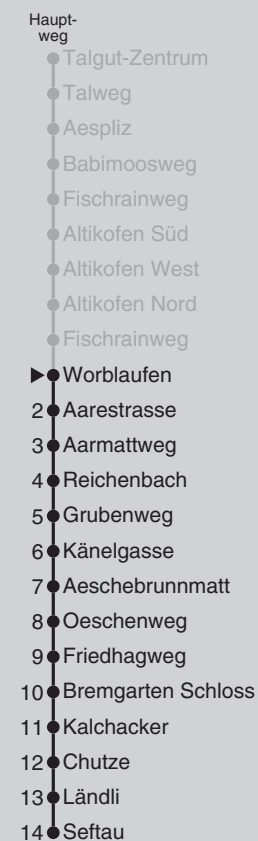 Haupt-
weg
Talgut-Zentrum
Talweg
Aespliz
Babimoosweg
Fischrainweg
Altikofen Süd
Altikofen West
Altikofen Nord
Fischrainweg
Worblaufen
2 Aarestrasse
3 Aarmattweg
4 Reichenbach
5 Grubenweg
6 Känelgasse
7 Aeschebrunnmatt
8 Oeschenweg
9 Friedhagweg
10 Bremgarten Schloss
11 Kalchacker
12 Chutze
13 Ländli
14 Seftau